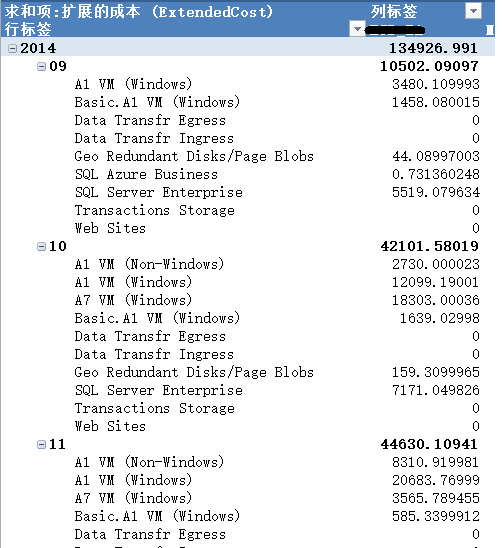 求和项:扩展的成本 (ExtendedCost) 列标签
行标签
2014 134926.991
09 10502.09097
A1 VM (Windows) 3480.109993
Basic.A1 VM (Windows) 1458.080015
Data Transfr Egress 0
Data Transfr Ingress 0
Geo Redundant Disks/Page Blobs 44.08997003
SQL Azure Business 0.731360248
SQL Server Enterprise 5519.079634
Transactions Storage 0
Web Sites 0
10 42101.58019
A1 VM (Non-Windows) 2730.000023
A1 VM (Windows) 12099.19001
A7 VM (Windows) 18303.00036
Basic.A1 VM (Windows) 1639.02998
Data Transfr Egress 0
Data Transfr Ingress 0
Geo Redundant Disks/Page Blobs 159.3099965
SQL Server Enterprise 7171.049826
Transactions Storage 0
Web Sites 0
11 44630.10941
A1 VM (Non-Windows) 8310.919981
A1 VM (Windows) 20683.76999
A7 VM (Windows) 3565.789455
Basic.A1 VM (Windows) 585.3399912
Data Transfr Egress 0